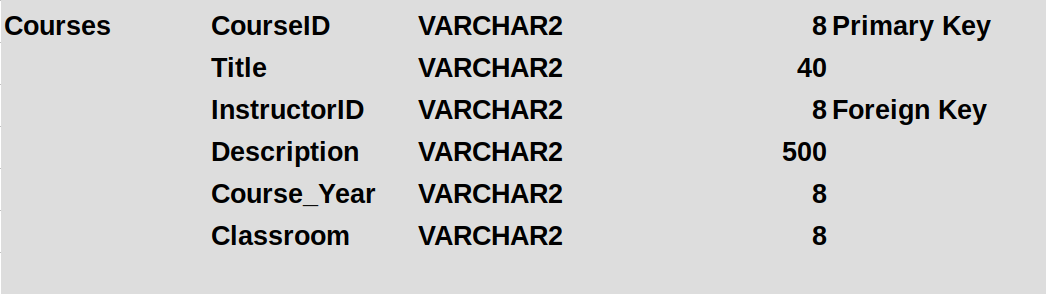 Courses CourseID VARCHAR2 8 Primary Key
Title VARCHAR2 40
InstructorID VARCHAR2 8 Foreign Key
Description VARCHAR2 500
Course_Year VARCHAR2 8
Classroom VARCHAR2 8